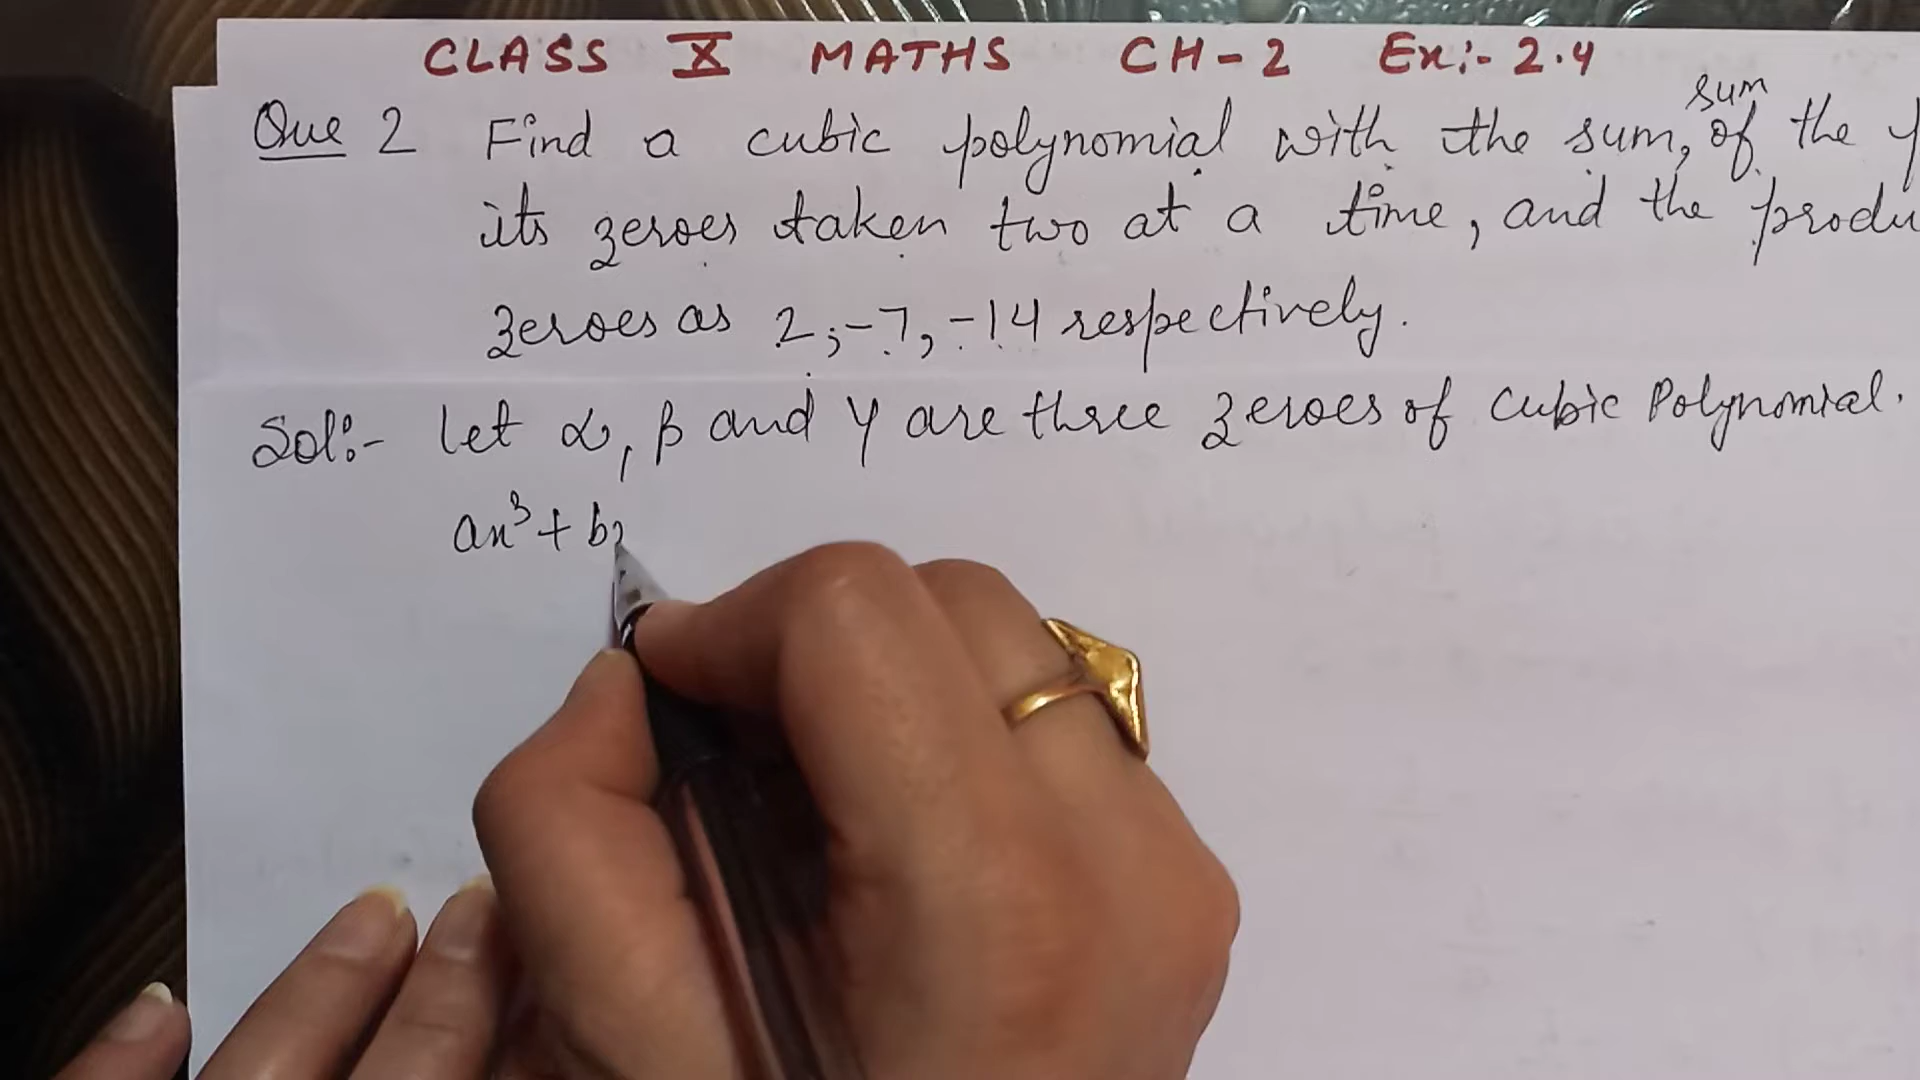 CLASS X MATHS CH-2 Ex:- 2.4
Que 2 Find a cubic polynomial with the sum, sum of the
its zeroes taken two at a time, and the produ
zeroes as 2, -7, -14 respectively.
Sol:- let α, β and γ are three zeroes of cubic Polynomial.
ax³ + bx